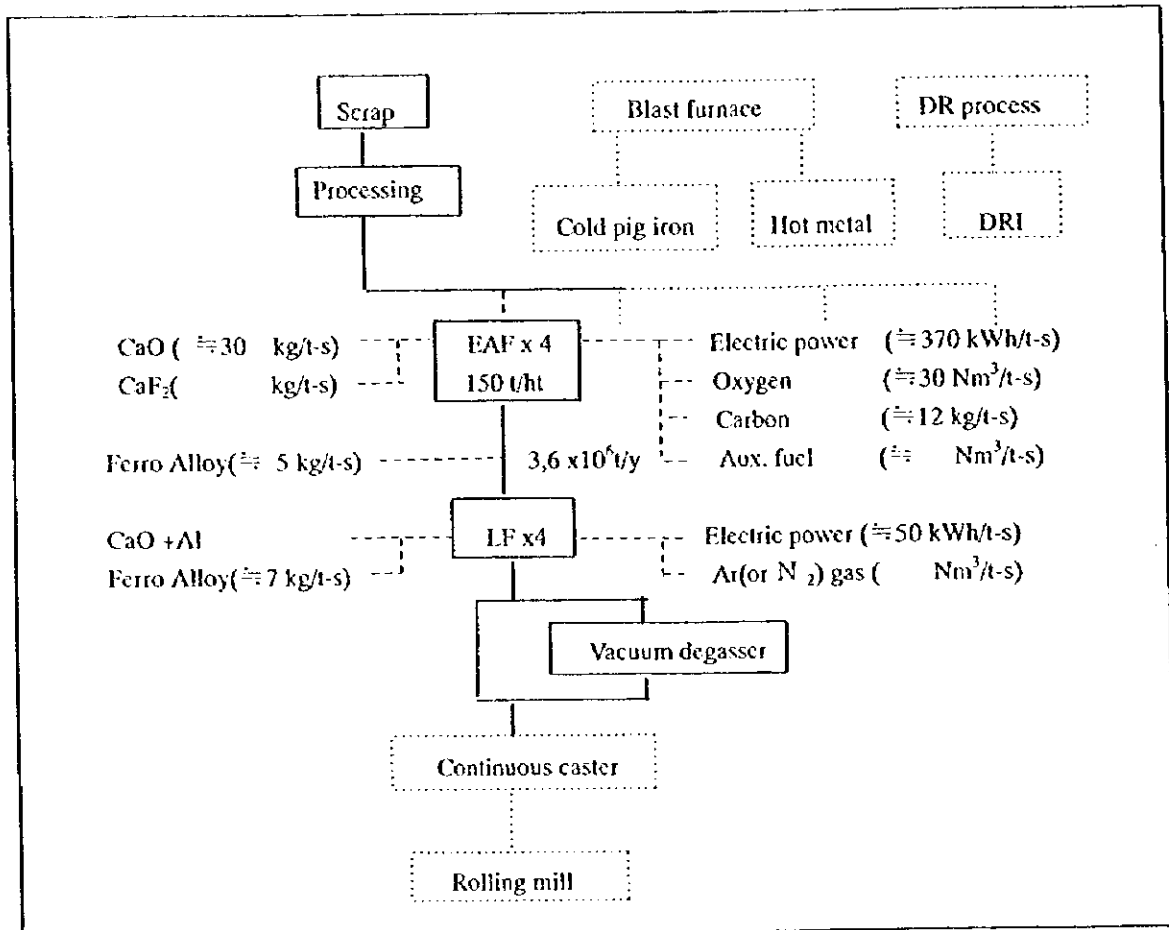 Scrap
Blast furnace
DR process
Processing
Cold pig iron
Hot metal
DRI
CaO ( ≒30 kg/t-s)
CaF₂( kg/t-s)
EAF x 4
150 t/ht
Electric power (≒370 kWh/t-s)
Oxygen (≒30 Nm³/t-s)
Carbon (≒12 kg/t-s)
Aux. fuel (≒ Nm³/t-s)
Ferro Alloy(≒ 5 kg/t-s)
3,6 x10⁶t/y
CaO +Al
Ferro Alloy(≒7 kg/t-s)
LF x4
Electric power (≒50 kWh/t-s)
Ar(or N ₂) gas ( Nm³/t-s)
Vacuum degasser
Continuous caster
Rolling mill